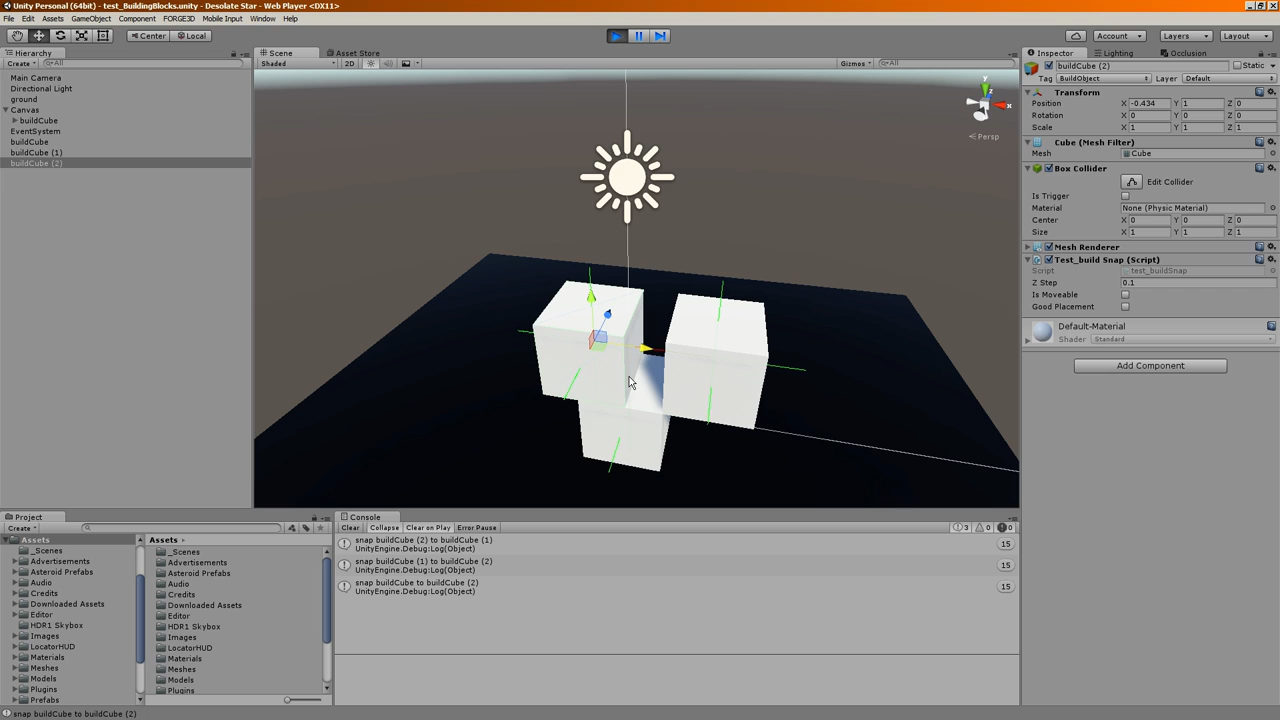 Unity Personal (64bit) - test_BuildingBlocks.unity - Desolate Star - Web Player <DX11>
File Edit Assets GameObject Component FORGE3D Mobile Input Window Help
Center Local Account Layers Layout
Hierarchy
Create All
Main Camera
Directional Light
ground
Canvas
buildCube
EventSystem
buildCube
buildCube (1)
buildCube (2)
Scene Asset Store
Shaded 2D Gizmos All
y
z
x
Persp
Inspector Lighting Occlusion
buildCube (2) Static
Tag BuildObject Layer Default
Transform
Position X -0.434 Y 1 Z 0
Rotation X 0 Y 0 Z 0
Scale X 1 Y 1 Z 1
Cube (Mesh Filter)
Mesh Cube
Box Collider
Edit Collider
Is Trigger
Material None (Physic Material)
Center X 0 Y 0 Z 0
Size X 1 Y 1 Z 1
Mesh Renderer
Test_build Snap (Script)
Script test_buildSnap
Z Step 0.1
Is Moveable
Good Placement
Default-Material
Shader Standard
Add Component
Project
Create
Assets
_Scenes
Advertisements
Asteroid Prefabs
Audio
Credits
Downloaded Assets
Editor
HDR1 Skybox
Images
LocatorHUD
Materials
Meshes
Models
Plugins
Prefabs
Assets
_Scenes
Advertisements
Asteroid Prefabs
Audio
Credits
Downloaded Assets
Editor
HDR1 Skybox
Images
LocatorHUD
Materials
Meshes
Models
Plugins
Console
Clear Collapse Clear on Play Error Pause 3 0 0
snap buildCube (2) to buildCube (1)
UnityEngine.Debug:Log(Object)
15
snap buildCube (1) to buildCube (2)
UnityEngine.Debug:Log(Object)
15
snap buildCube to buildCube (2)
UnityEngine.Debug:Log(Object)
15
snap buildCube to buildCube (2)